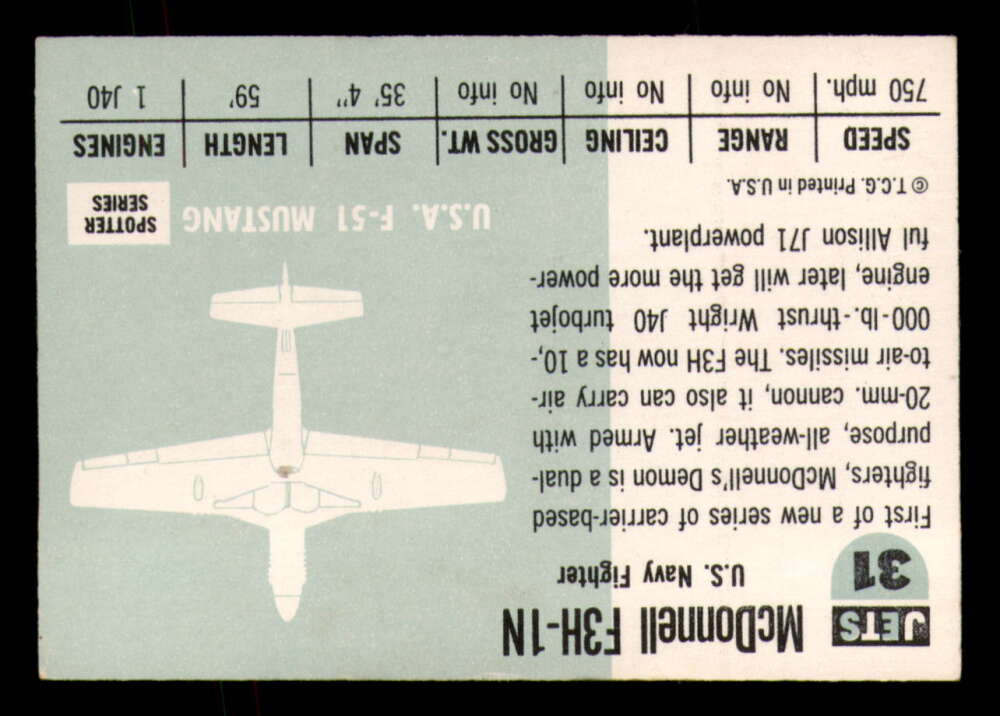 JETS
31
McDonnell F3H-1N
U.S. Navy Fighter
First of a new series of carrier-based
fighters, McDonnell's Demon is a dual-
purpose, all-weather jet. Armed with
20-mm. cannon, it also can carry air-
to-air missiles. The F3H now has a 10,-
000-lb.-thrust Wright J40 turbojet
engine, later will get the more power-
ful Allison J71 powerplant.
© T.C.G. Printed in U.S.A.
U.S.A. F-51 MUSTANG
SPOTTER
SERIES
SPEED RANGE CEILING GROSS WT. SPAN LENGTH ENGINES
750 mph. No info No info No info 35' 4" 59' 1 J40